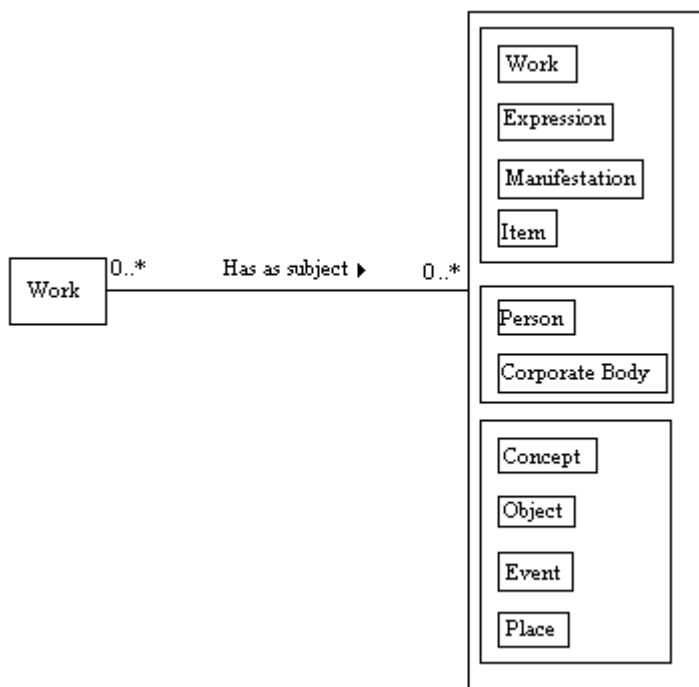 Work
0..*
Has as subject
0..*
Work
Expression
Manifestation
Item
Person
Corporate Body
Concept
Object
Event
Place